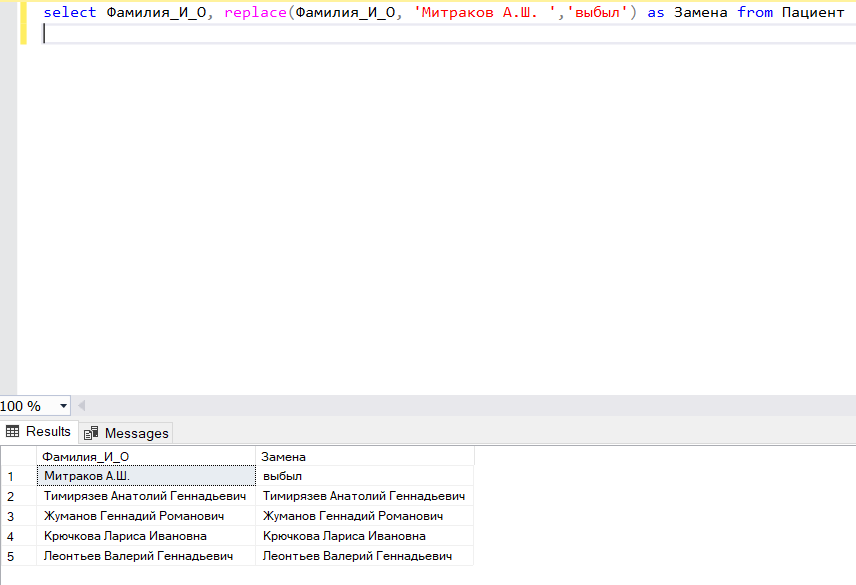 select Фамилия_И_О, replace(Фамилия_И_О, 'Митраков А.Ш. ','выбыл') as Замена from Пациент
100 %
Results Messages
Фамилия_И_О Замена
1 Митраков А.Ш. выбыл
2 Тимирязев Анатолий Геннадьевич Тимирязев Анатолий Геннадьевич
3 Жуманов Геннадий Романович Жуманов Геннадий Романович
4 Крючкова Лариса Ивановна Крючкова Лариса Ивановна
5 Леонтьев Валерий Геннадьевич Леонтьев Валерий Геннадьевич